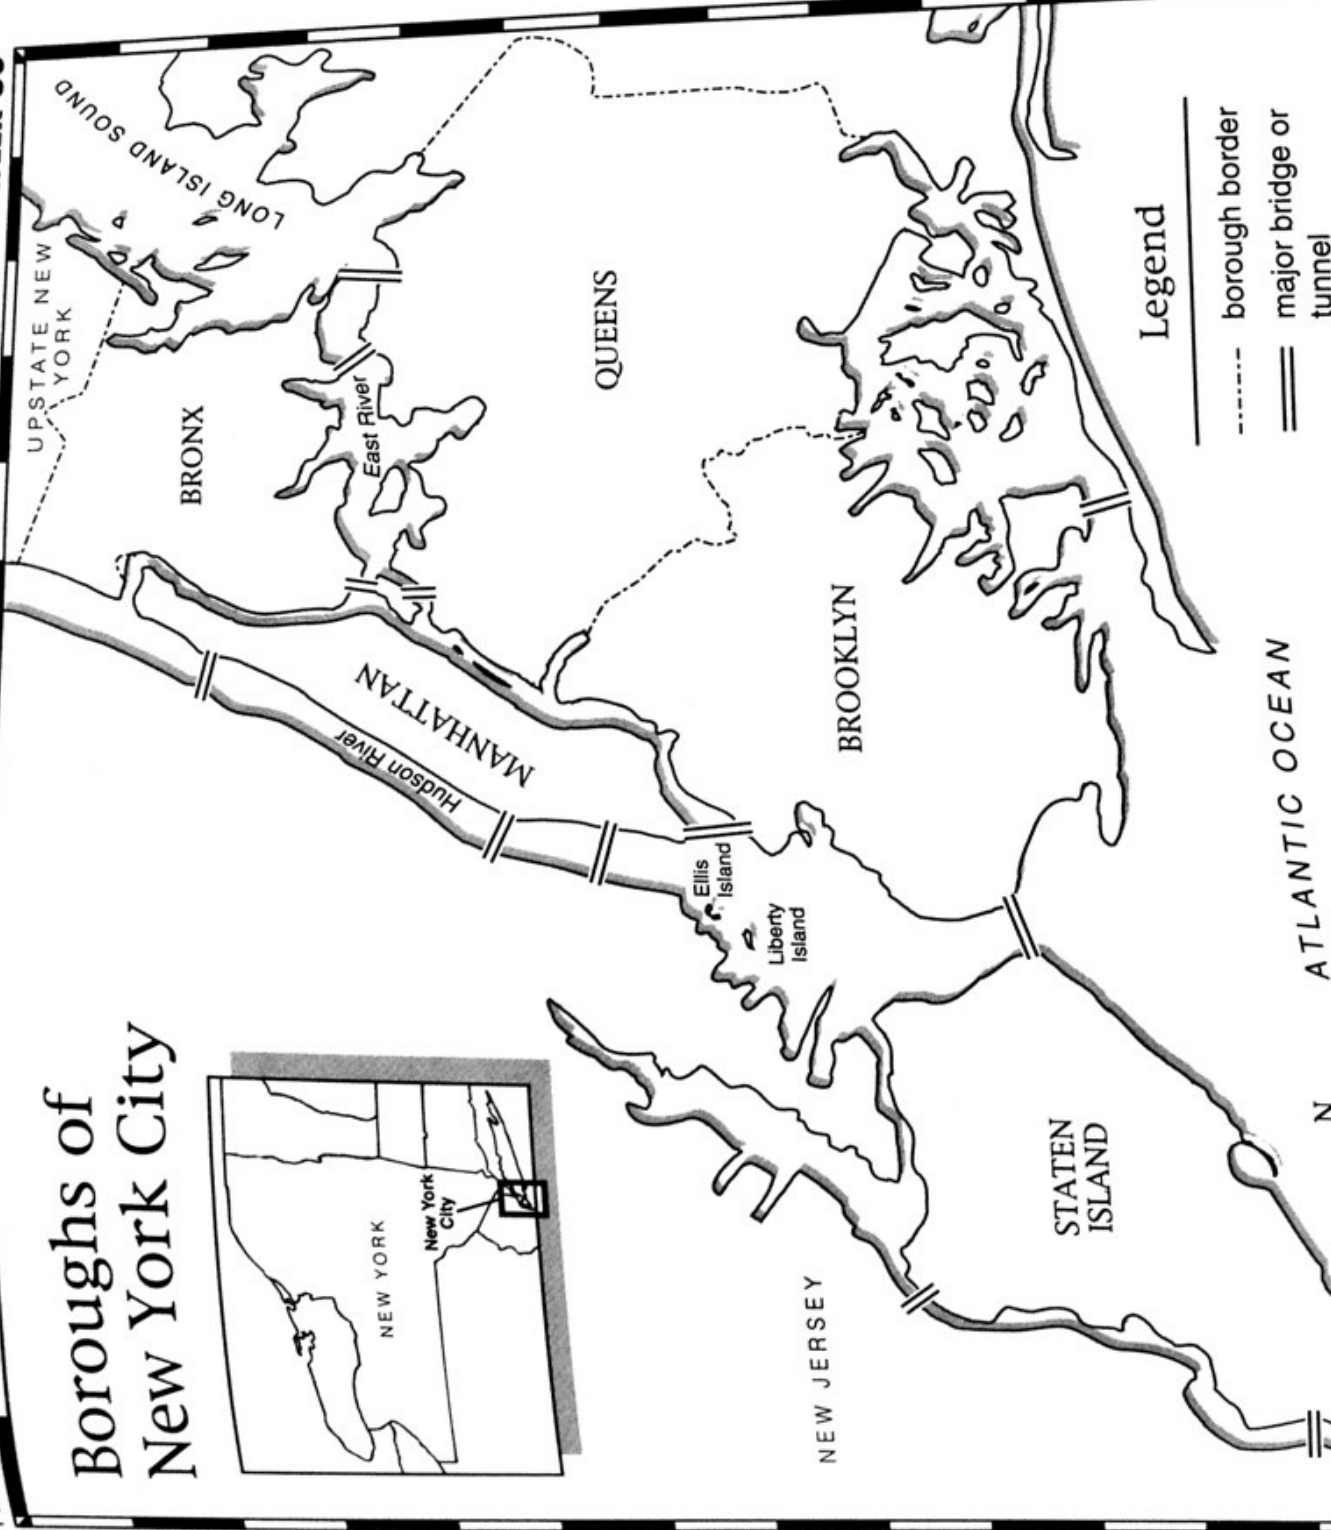 Boroughs of
New York City
NEW YORK
New York
City
UPSTATE NEW
YORK
LONG ISLAND SOUND
BRONX
East River
QUEENS
MANHATTAN
Hudson River
BROOKLYN
Ellis
Island
Liberty
Island
NEW JERSEY
STATEN
ISLAND
ATLANTIC OCEAN
N
Legend
borough border
major bridge or
tunnel